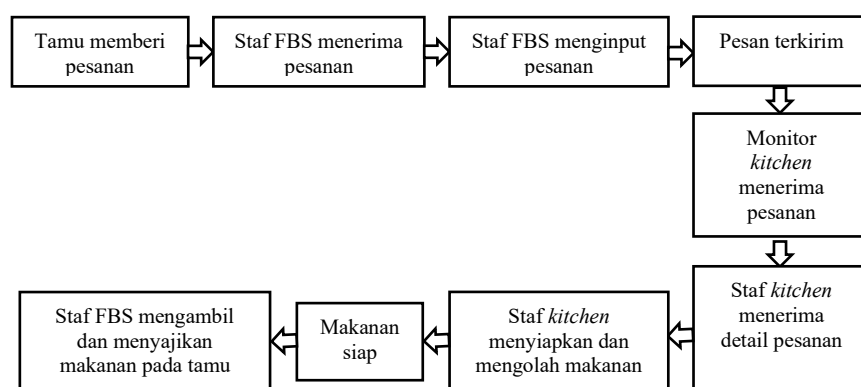 Tamu memberi
pesanan
Staf FBS menerima
pesanan
Staf FBS menginput
pesanan
Pesan terkirim
Monitor
kitchen
menerima
pesanan
Staf kitchen
menerima
detail pesanan
Staf kitchen
menyiapkan dan
mengolah makanan
Makanan
siap
Staf FBS mengambil
dan menyajikan
makanan pada tamu